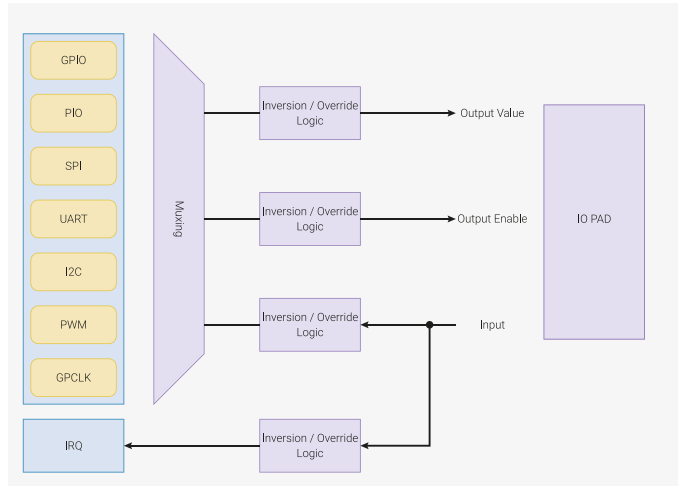 GPIO
PIO
SPI
UART
I2C
PWM
GPCLK
IRQ
Muxing
Inversion / Override
Logic
Inversion / Override
Logic
Inversion / Override
Logic
Inversion / Override
Logic
Output Value
Output Enable
Input
IO PAD